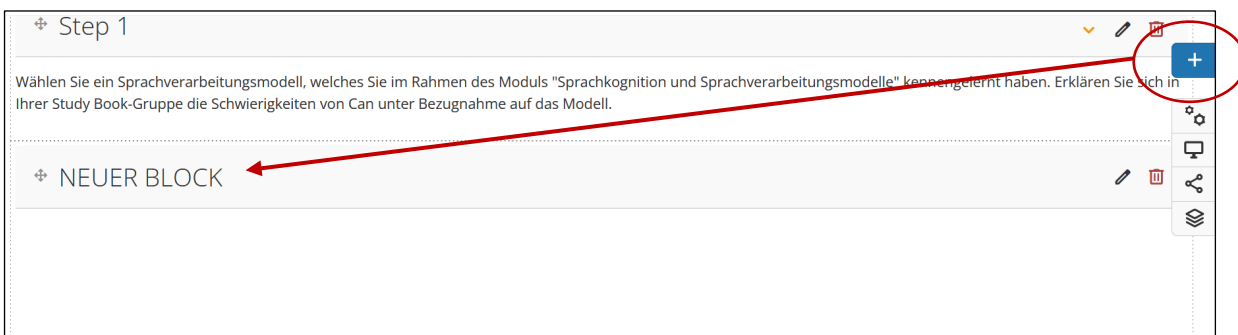 Step 1
Wählen Sie ein Sprachverarbeitungsmodell, welches Sie im Rahmen des Moduls "Sprachkognition und Sprachverarbeitungsmodelle" kennengelernt haben. Erklären Sie sich in
Ihrer Study Book-Gruppe die Schwierigkeiten von Can unter Bezugnahme auf das Modell.
NEUER BLOCK